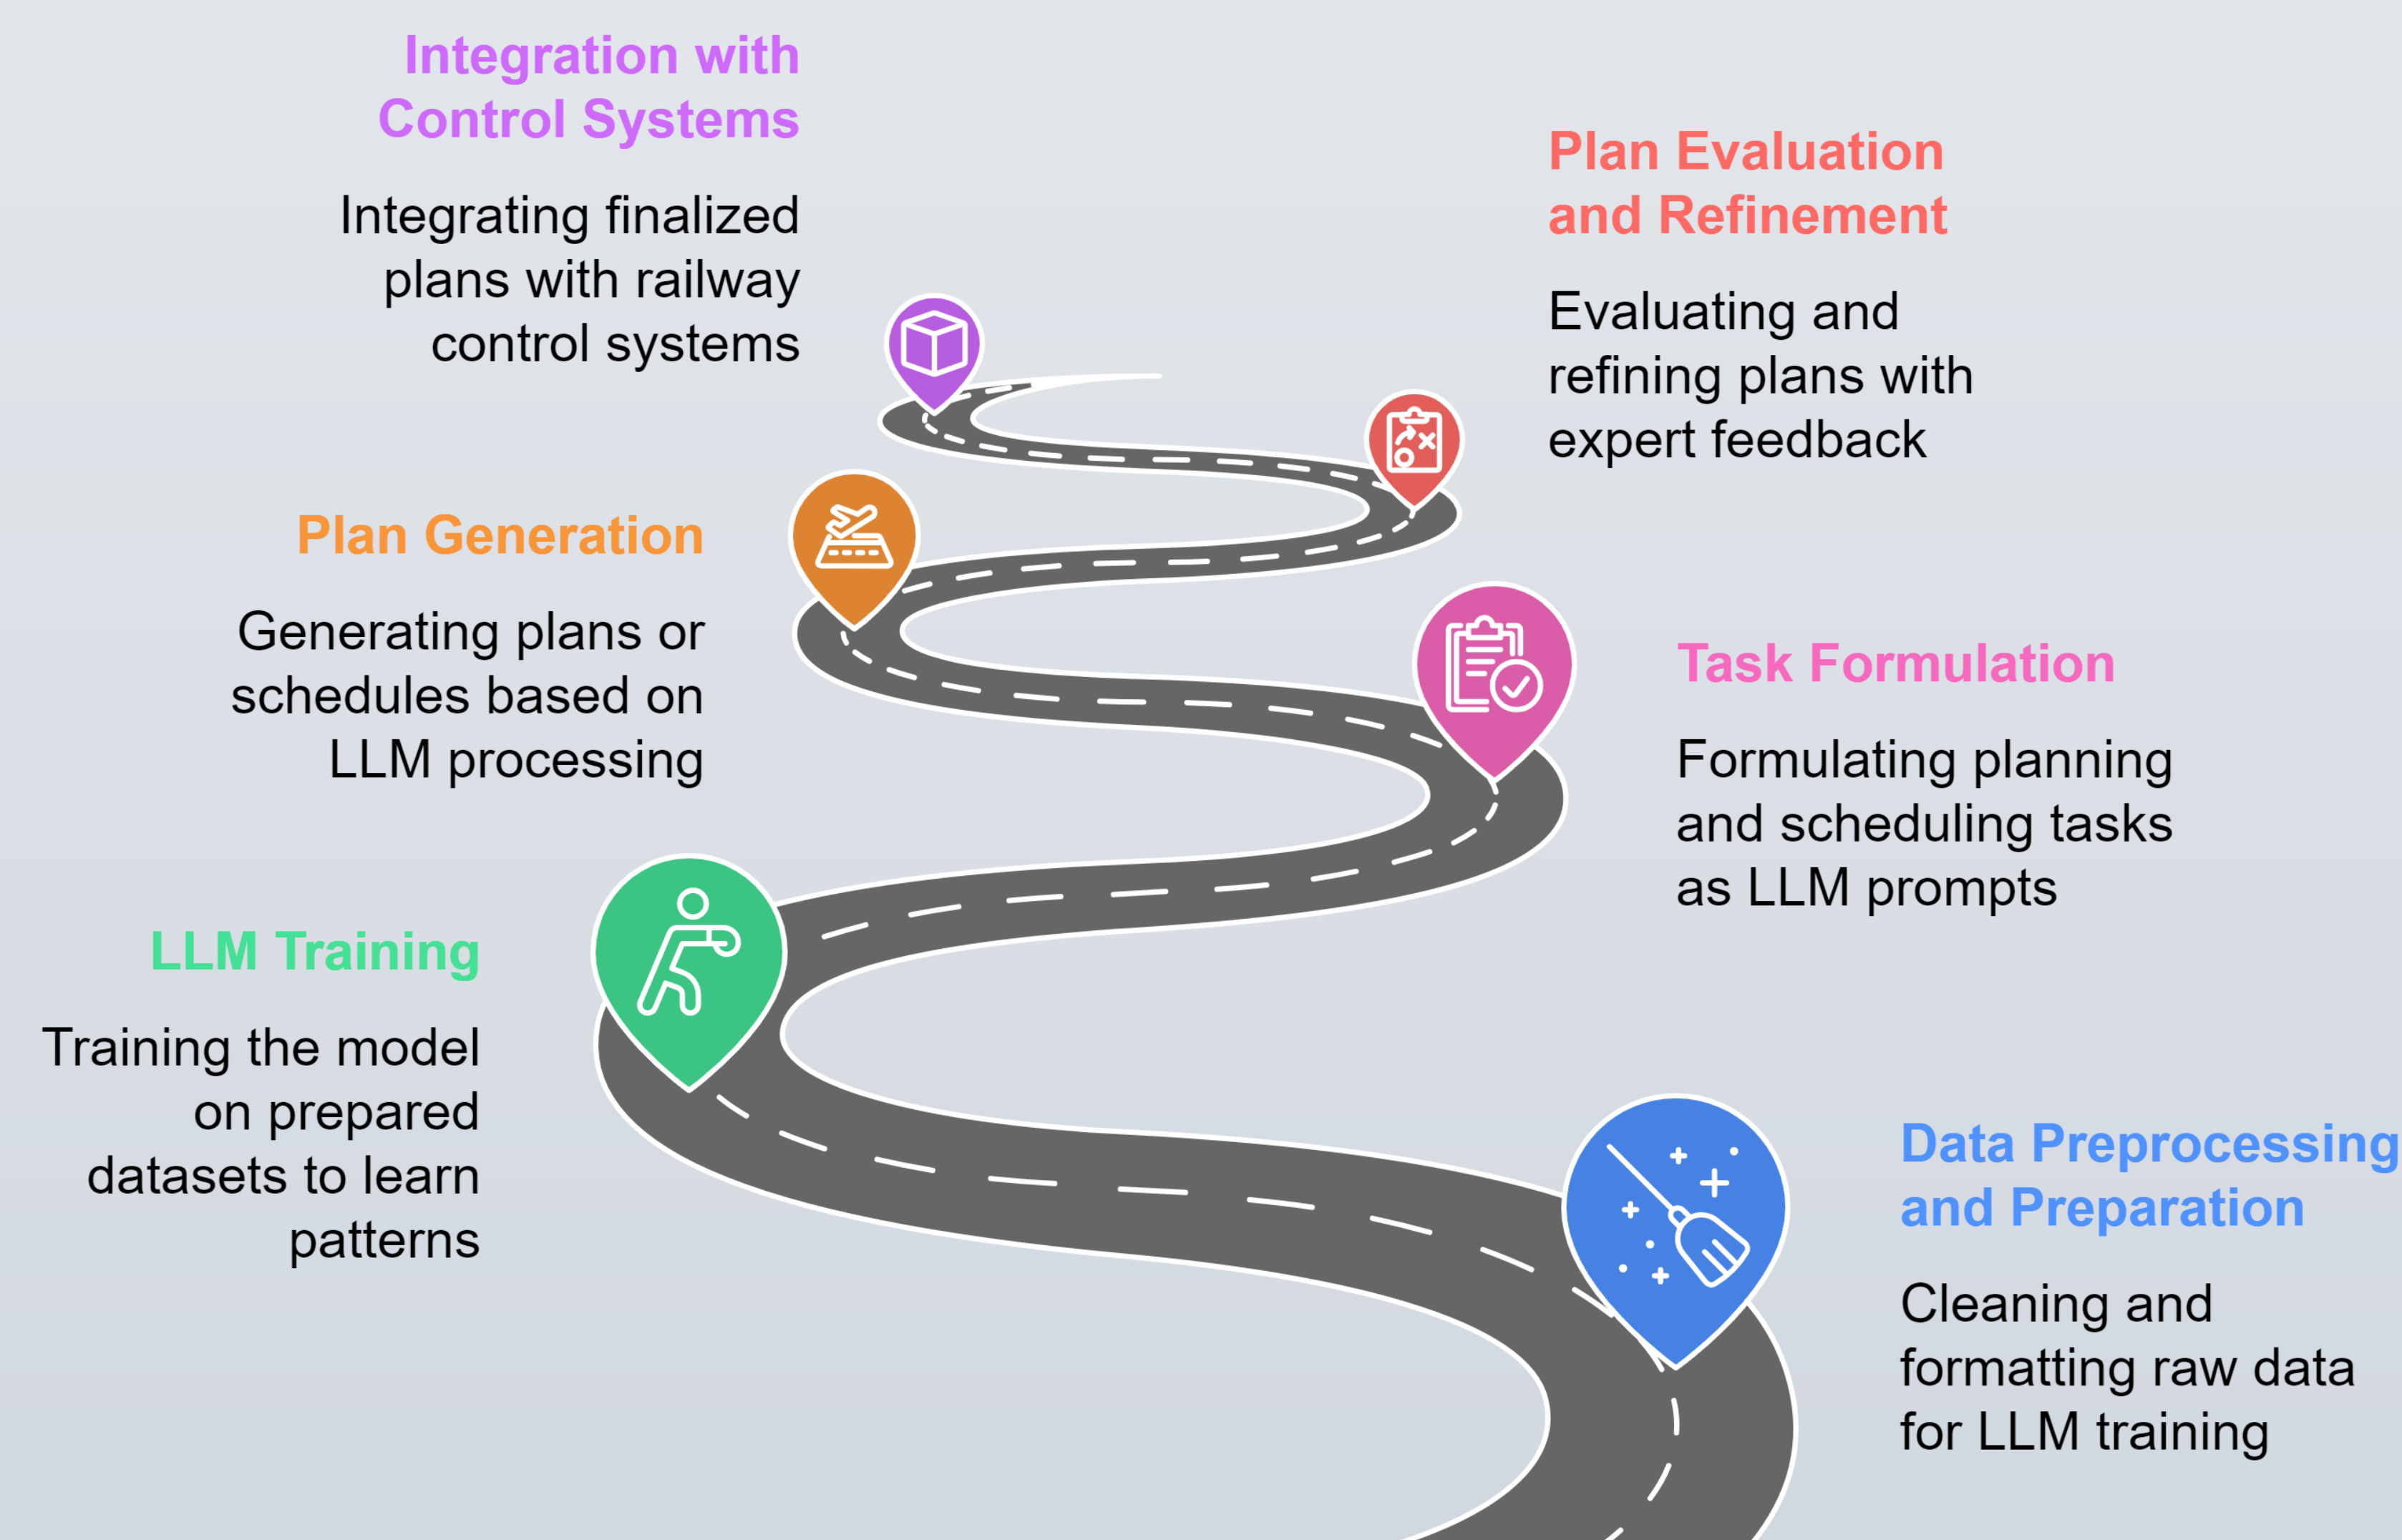 Integration with
Control Systems
Integrating finalized
plans with railway
control systems
Plan Evaluation
and Refinement
Evaluating and
refining plans with
expert feedback
Plan Generation
Generating plans or
schedules based on
LLM processing
Task Formulation
Formulating planning
and scheduling tasks
as LLM prompts
LLM Training
Training the model
on prepared
datasets to learn
patterns
Data Preprocessing
and Preparation
Cleaning and
formatting raw data
for LLM training